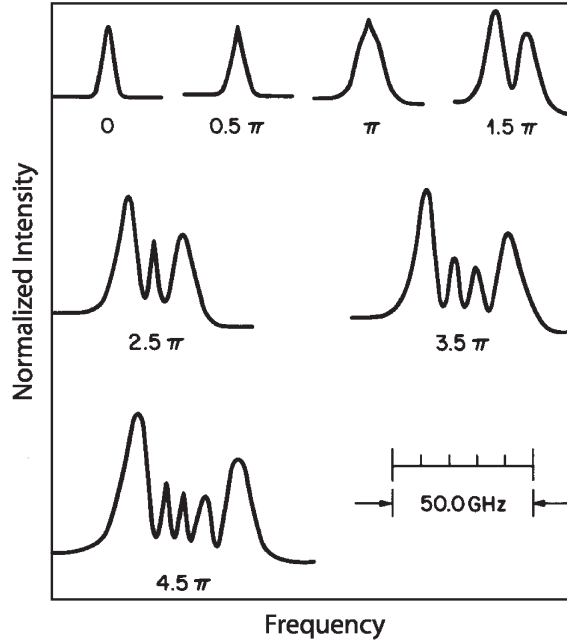 0
0.5 π
π
1.5 π
Normalized Intensity
2.5 π
3.5 π
50.0 GHz
4.5 π
Frequency